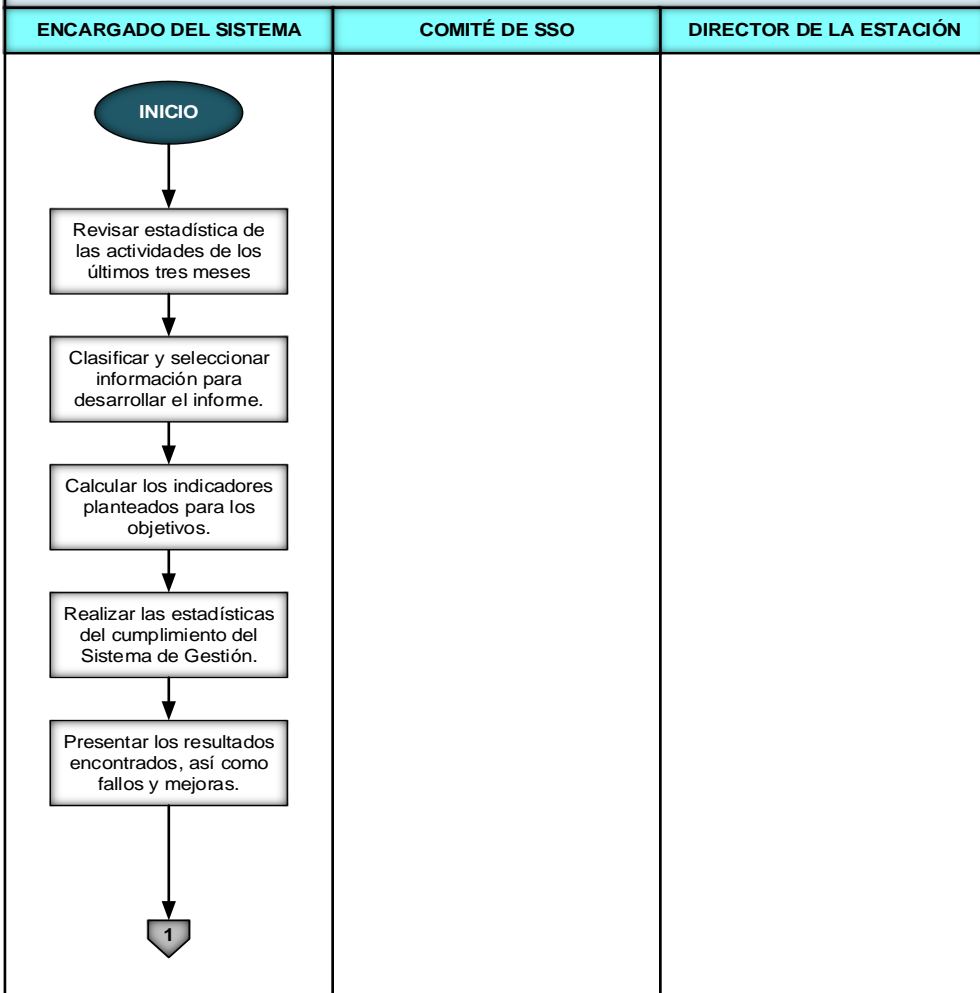 ENCARGADO DEL SISTEMA
COMITÉ DE SSO
DIRECTOR DE LA ESTACIÓN
INICIO
Revisar estadística de
las actividades de los
últimos tres meses
Clasificar y seleccionar
información para
desarrollar el informe.
Calcular los indicadores
planteados para los
objetivos.
Realizar las estadísticas
del cumplimiento del
Sistema de Gestión.
Presentar los resultados
encontrados, así como
fallos y mejoras.
1